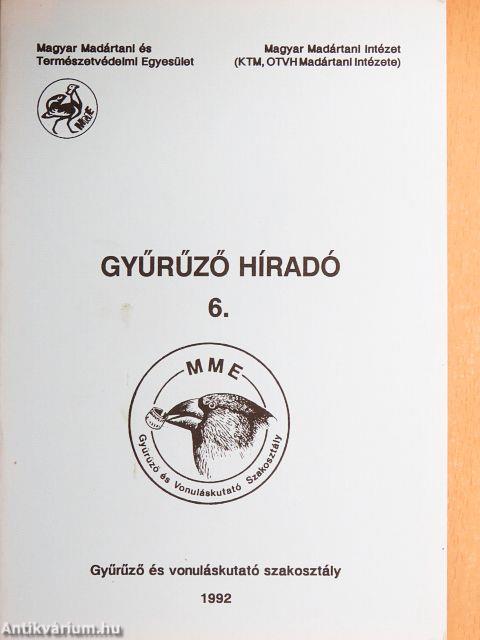 Magyar Madártani és
Természetvédelmi Egyesület
Magyar Madártani Intézet
(KTM, OTVH Madártani Intézete)
MME
GYŰRŰZŐ HÍRADÓ
6.
MME
Gyűrűző és Vonuláskutató Szakosztály
Gyűrűző és vonuláskutató szakosztály
1992
Antikvárium.hu